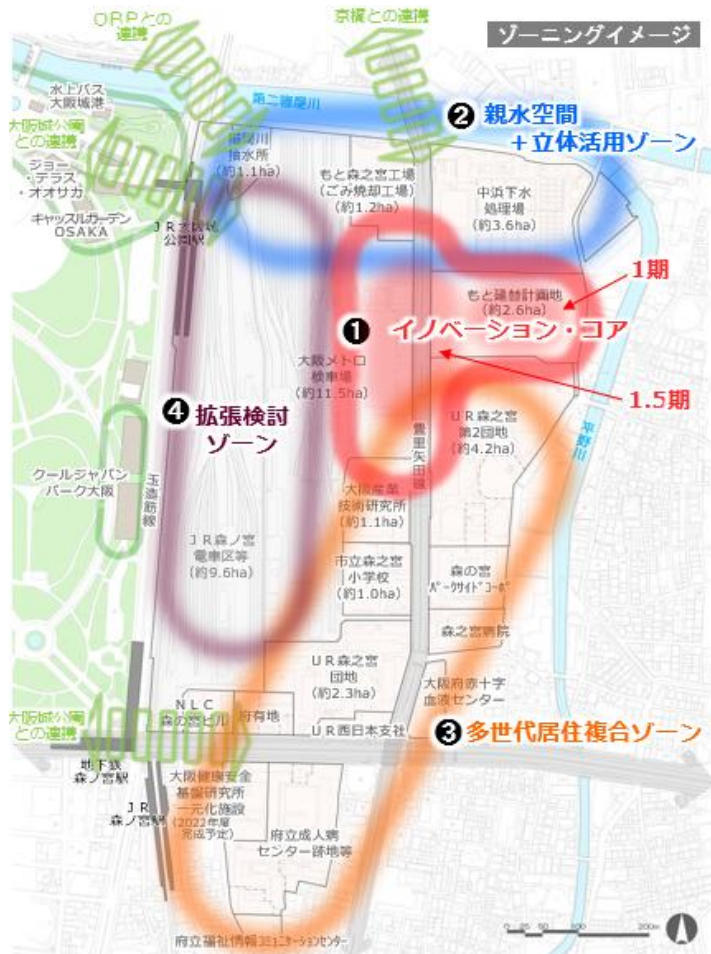 ゾーニングイメージ
OBPとの
連携
京橋との連携
水上バス
大阪城港
第二寝屋川
大阪城公園
との連携
ジョー
・テラス
・オオサカ
キャッスルガーデン
OSAKA
JR大阪城
公園駅
抽水所
(約1.1ha)
もと森之宮工場
(ごみ焼却工場)
(約1.2ha)
❷ 親水空間
+立体活用ゾーン
中浜下水
処理場
(約3.6ha)
1期
もと建替計画地
(約2.6ha)
❶ イノベーション・コア
大阪メトロ
検車場
(約11.5ha)
1.5期
❹ 拡張検討
ゾーン
UR森之宮
第2団地
(約4.2ha)
豊里矢田線
平野川
クールジャパン
パーク大阪
玉造筋線
大阪産業
技術研究所
(約1.1ha)
JR森ノ宮
電車区等
(約9.6ha)
市立森之宮
小学校
(約1.0ha)
森の宮
パークサイドコーポ
森之宮病院
UR森之宮
団地
(約2.3ha)
大阪府赤十字
血液センター
NLC
森の宮ビル
府有地
UR西日本支社
大阪城公園
との連携
❸ 多世代居住複合ゾーン
地下鉄
森ノ宮駅
JR
森ノ宮駅
大阪健康安全
基盤研究所
一元化施設
(2022年度
完成予定)
府立成人病
センター跡地等
府立福祉情報コミュニケーションセンター
0 25 50 100 200m